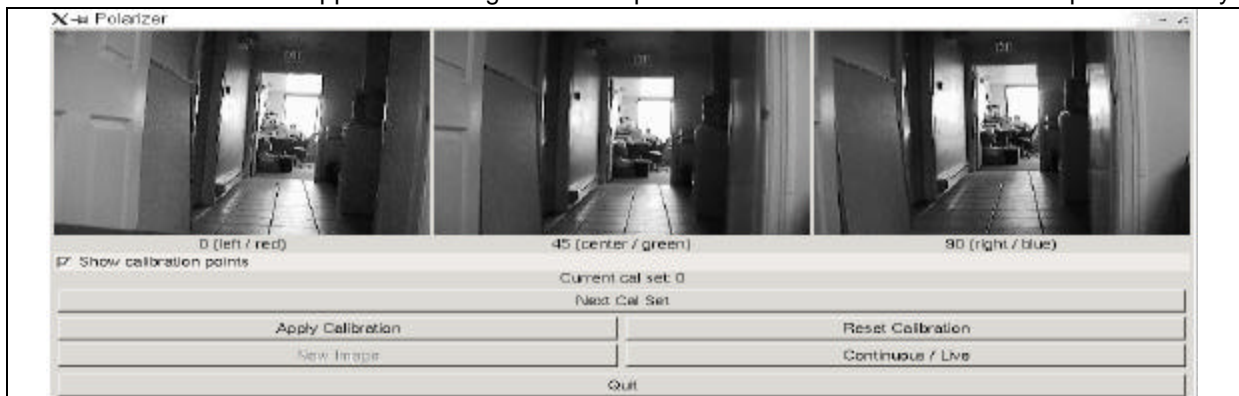 Polarizer
0 (left / red) 45 (center / green) 90 (right / blue)
Show calibration points
Current cal set: 0
Next Cal Set
Apply Calibration Reset Calibration
New Image Continuous / Live
Quit